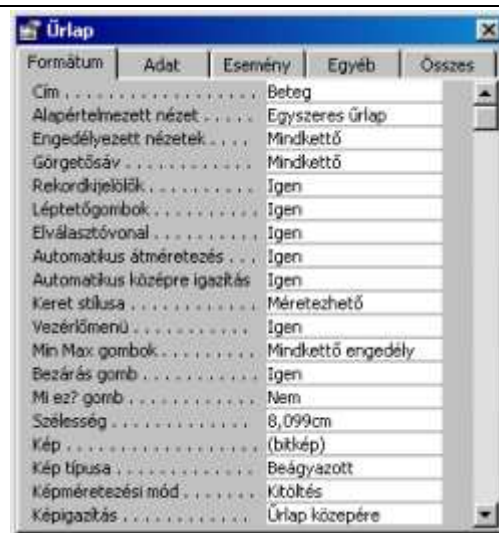 Űrlap
Formátum Adat Esemény Egyéb Összes
Cím . . . . . . . . . . . . . . . . . . Beteg
Alapértelmezett nézet . . . . . Egyszeres űrlap
Engedélyezett nézetek . . . . Mindkettő
Görgetősáv . . . . . . . . . . . . . Mindkettő
Rekordkijelölők . . . . . . . . . . Igen
Léptetőgombok . . . . . . . . . . Igen
Elválasztóvonal . . . . . . . . . . Igen
Automatikus átméretezés . . . Igen
Automatikus középre igazítás Igen
Keret stílusa . . . . . . . . . . . . Méretezhető
Vezérlőmenü . . . . . . . . . . . . Igen
Min Max gombok . . . . . . . . . Mindkettő engedély
Bezárás gomb . . . . . . . . . . . Igen
Mi ez? gomb . . . . . . . . . . . . Nem
Szélesség . . . . . . . . . . . . . . 8,099cm
Kép . . . . . . . . . . . . . . . . . . (bitkép)
Kép típusa . . . . . . . . . . . . . Beágyazott
Képméretezési mód . . . . . . . Kitöltés
Képigazítás . . . . . . . . . . . . . Űrlap közepére